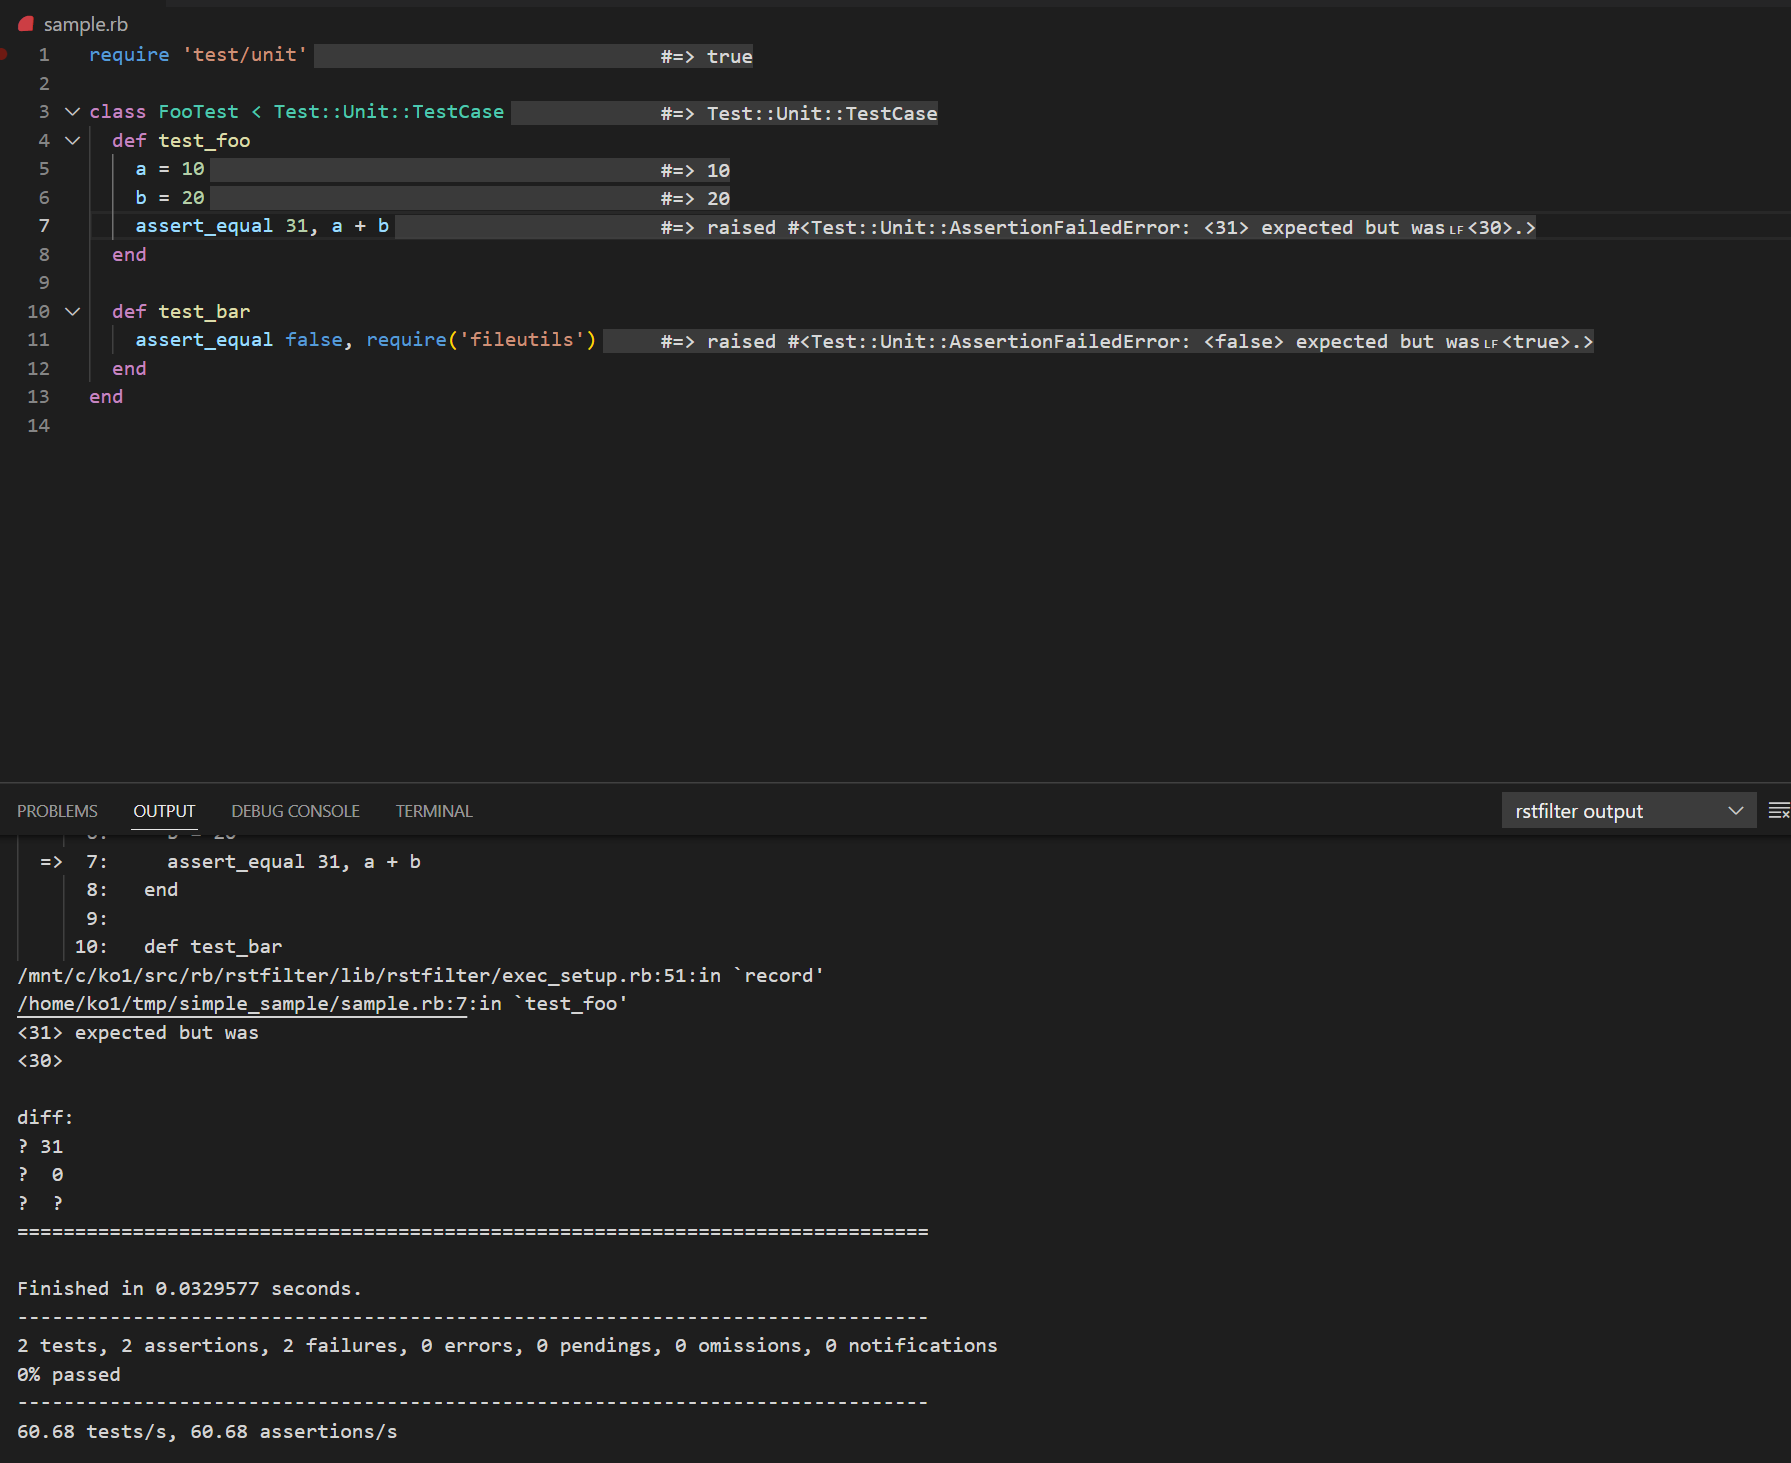 sample.rb
1 require 'test/unit' #=> true
2
3 class FooTest < Test::Unit::TestCase #=> Test::Unit::TestCase
4 def test_foo
5 a = 10 #=> 10
6 b = 20 #=> 20
7 assert_equal 31, a + b #=> raised #<Test::Unit::AssertionFailedError: <31> expected but was LF <30>.>
8 end
9
10 def test_bar
11 assert_equal false, require('fileutils') #=> raised #<Test::Unit::AssertionFailedError: <false> expected but was LF <true>.>
12 end
13 end
14
PROBLEMS OUTPUT DEBUG CONSOLE TERMINAL rstfilter output
=> 7: assert_equal 31, a + b
8: end
9:
10: def test_bar
/mnt/c/ko1/src/rb/rstfilter/lib/rstfilter/exec_setup.rb:51:in `record'
/home/ko1/tmp/simple_sample/sample.rb:7:in `test_foo'
<31> expected but was
<30>
diff:
? 31
? 0
? ?
===============================================================================
Finished in 0.0329577 seconds.
-------------------------------------------------------------------------------
2 tests, 2 assertions, 2 failures, 0 errors, 0 pendings, 0 omissions, 0 notifications
0% passed
-------------------------------------------------------------------------------
60.68 tests/s, 60.68 assertions/s